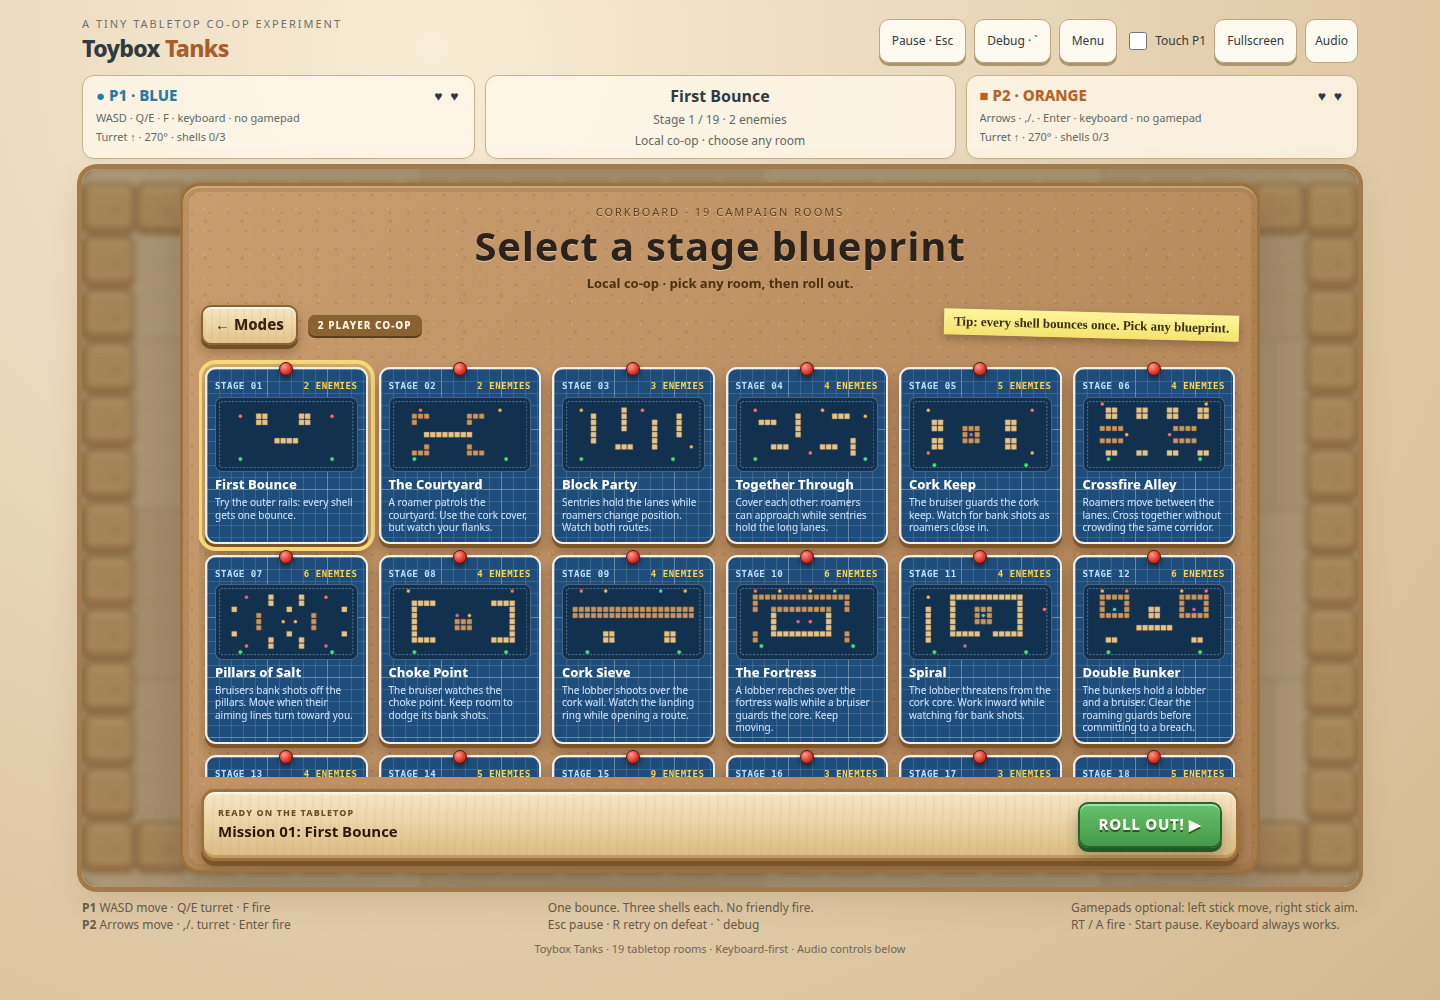 A TINY TABLETOP CO-OP EXPERIMENT
Toybox Tanks
Pause · Esc
Debug · `
Menu
Touch P1
Fullscreen
Audio
● P1 · BLUE
♥ ♥
WASD · Q/E · F · keyboard · no gamepad
Turret ↑ · 270° · shells 0/3
First Bounce
Stage 1 / 19 · 2 enemies
Local co-op · choose any room
■ P2 · ORANGE
♥ ♥
Arrows · ,/. · Enter · keyboard · no gamepad
Turret ↑ · 270° · shells 0/3
CORKBOARD · 19 CAMPAIGN ROOMS
Select a stage blueprint
Local co-op · pick any room, then roll out.
← Modes
2 PLAYER CO-OP
Tip: every shell bounces once. Pick any blueprint.
STAGE 01
2 ENEMIES
First Bounce
Try the outer rails: every shell
gets one bounce.
STAGE 02
2 ENEMIES
The Courtyard
A roamer patrols the
courtyard. Use the cork cover,
but watch your flanks.
STAGE 03
3 ENEMIES
Block Party
Sentries hold the lanes while
roamers change position.
Watch both routes.
STAGE 04
4 ENEMIES
Together Through
Cover each other: roamers
can approach while sentries
hold the long lanes.
STAGE 05
5 ENEMIES
Cork Keep
The bruiser guards the cork
keep. Watch for bank shots as
roamers close in.
STAGE 06
4 ENEMIES
Crossfire Alley
Roamers move between the
lanes. Cross together without
crowding the same corridor.
STAGE 07
6 ENEMIES
Pillars of Salt
Bruisers bank shots off the
pillars. Move when their
aiming lines turn toward you.
STAGE 08
4 ENEMIES
Choke Point
The bruiser watches the
choke point. Keep room to
dodge its bank shots.
STAGE 09
4 ENEMIES
Cork Sieve
The lobber shoots over the
cork wall. Watch the landing
ring while opening a route.
STAGE 10
6 ENEMIES
The Fortress
A lobber reaches over the
fortress walls while a bruiser
guards the core. Keep
moving.
STAGE 11
4 ENEMIES
Spiral
The lobber threatens from the
cork core. Work inward while
watching for bank shots.
STAGE 12
6 ENEMIES
Double Bunker
The bunkers hold a lobber
and a bruiser. Clear the
roaming guards before
committing to a breach.
STAGE 13
4 ENEMIES
STAGE 14
5 ENEMIES
STAGE 15
9 ENEMIES
STAGE 16
3 ENEMIES
STAGE 17
3 ENEMIES
STAGE 18
5 ENEMIES
READY ON THE TABLETOP
Mission 01: First Bounce
ROLL OUT! ▶
P1 WASD move · Q/E turret · F fire
P2 Arrows move · ,/. turret · Enter fire
One bounce. Three shells each. No friendly fire.
Esc pause · R retry on defeat · ` debug
Gamepads optional: left stick move, right stick aim.
RT / A fire · Start pause. Keyboard always works.
Toybox Tanks · 19 tabletop rooms · Keyboard-first · Audio controls below